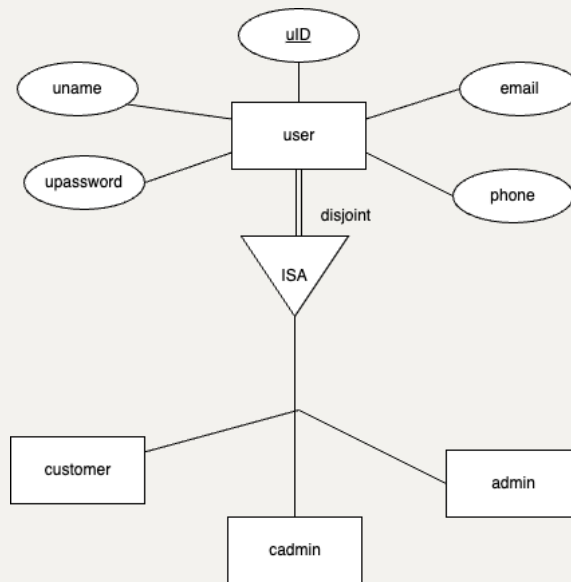 uID
uname
email
user
upassword
phone
disjoint
ISA
customer
admin
cadmin